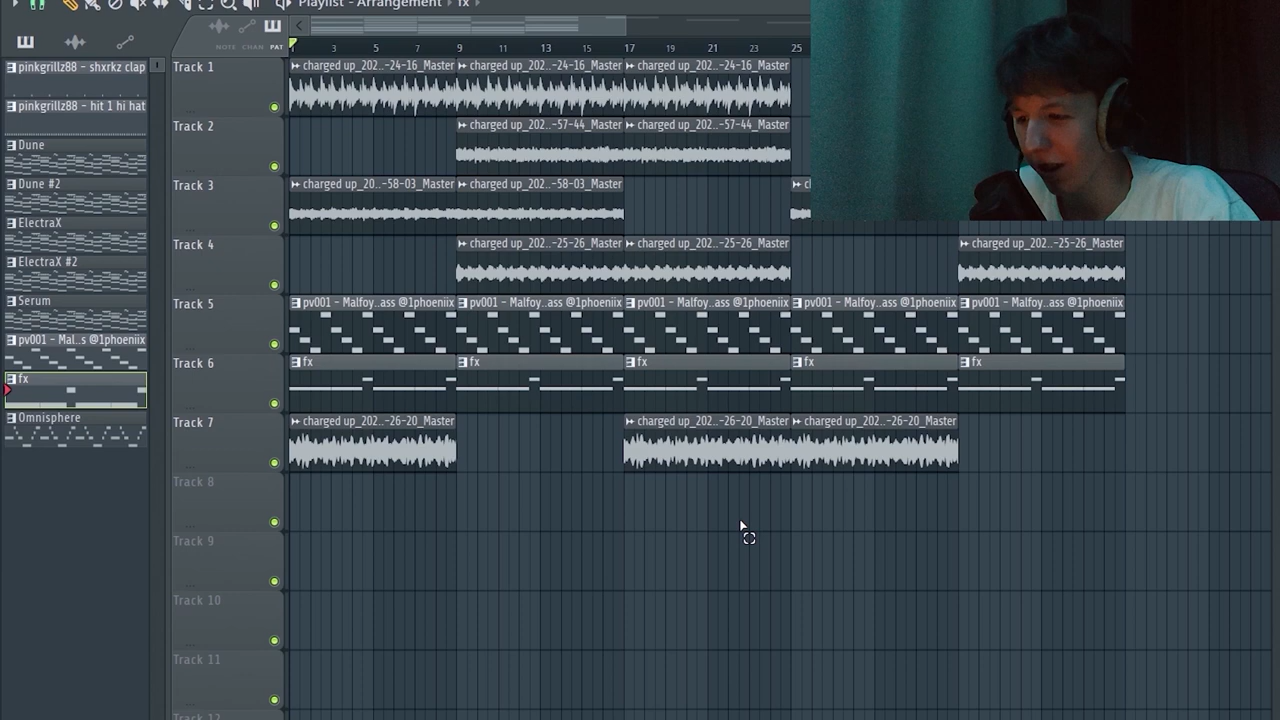 Playlist - Arrangement › fx ›
NOTE CHAN PAT
3 5 7 9 11 13 15 17 19 21 23 25
pinkgrillz88 - shxrkz clap
pinkgrillz88 - hit 1 hi hat
Dune
Dune #2
ElectraX
ElectraX #2
Serum
pv001 - Mal..s @1phoeniix
fx
Omnisphere
Track 1
charged up_202..-24-16_Master charged up_202..-24-16_Master charged up_202..-24-16_Master
Track 2
charged up_202..-57-44_Master charged up_202..-57-44_Master
Track 3
charged up_20..-58-03_Master charged up_202..-58-03_Master
Track 4
charged up_202..-25-26_Master charged up_202..-25-26_Master charged up_202..-25-26_Master
Track 5
pv001 - Malfoy..ass @1phoeniix pv001 - Malfoy..ass @1phoeniix pv001 - Malfoy..ass @1phoeniix pv001 - Malfoy..ass @1phoeniix pv001 - Malfoy..ass @1phoeniix
Track 6
fx fx fx fx fx
Track 7
charged up_202..-26-20_Master charged up_202..-26-20_Master charged up_202..-26-20_Master
Track 8
Track 9
Track 10
Track 11
Track 12